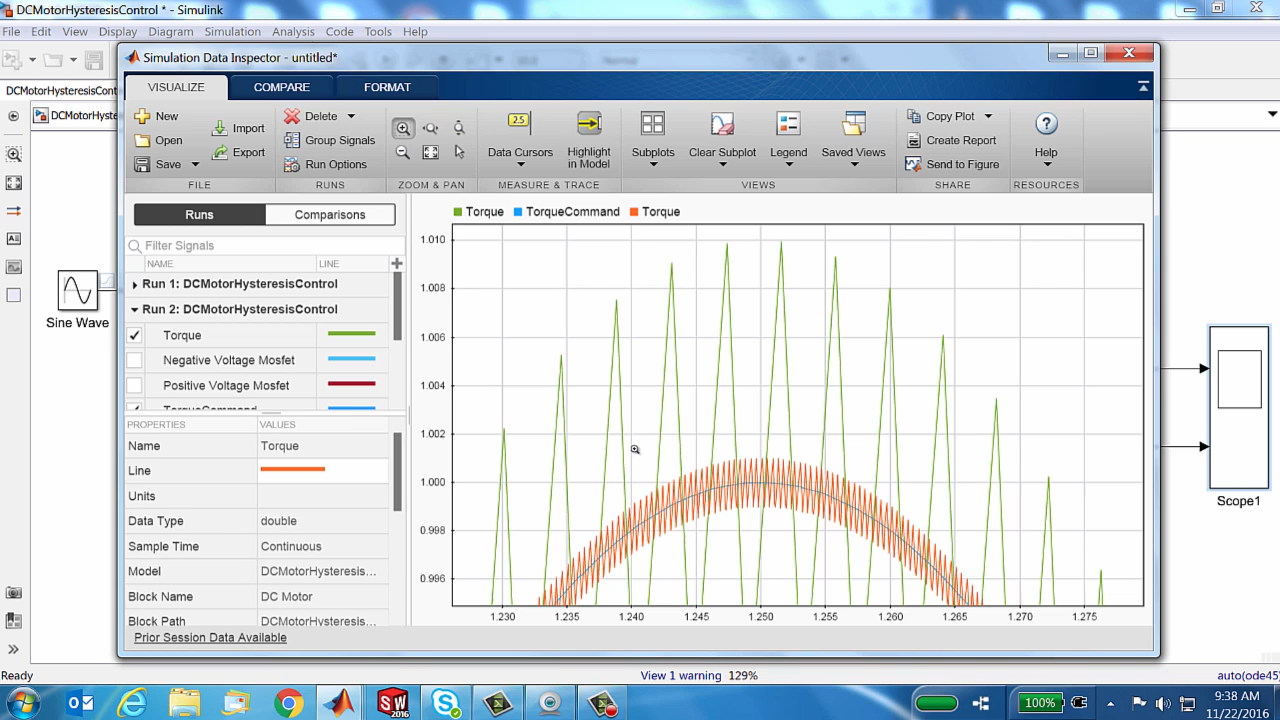 DCMotorHysteresisControl * - Simulink
File Edit View Display Diagram Simulation Analysis Code Tools Help
Simulation Data Inspector - untitled*
VISUALIZE COMPARE FORMAT
DCMotorHysteresisCont
DCMotorHyste
New
Open
Save
Import
Export
Delete
Group Signals
Run Options
2.5
Data Cursors
Highlight
in Model
Subplots
Clear Subplot
Legend
Saved Views
Copy Plot
Create Report
Send to Figure
Help
FILE RUNS ZOOM & PAN MEASURE & TRACE VIEWS SHARE RESOURCES
Runs Comparisons
Filter Signals
NAME LINE
Run 1: DCMotorHysteresisControl
Run 2: DCMotorHysteresisControl
Torque
Negative Voltage Mosfet
Positive Voltage Mosfet
TorqueCommand
PROPERTIES VALUES
Name Torque
Line
Units
Data Type double
Sample Time Continuous
Model DCMotorHysteresis...
Block Name DC Motor
Block Path DCMotorHysteresis...
Prior Session Data Available
Torque TorqueCommand Torque
1.010
1.008
1.006
1.004
1.002
1.000
0.998
0.996
1.230 1.235 1.240 1.245 1.250 1.255 1.260 1.265 1.270 1.275
Sine Wave
Scope1
Ready View 1 warning 129% auto(ode45)
SW
2016
100%
9:38 AM
11/22/2016